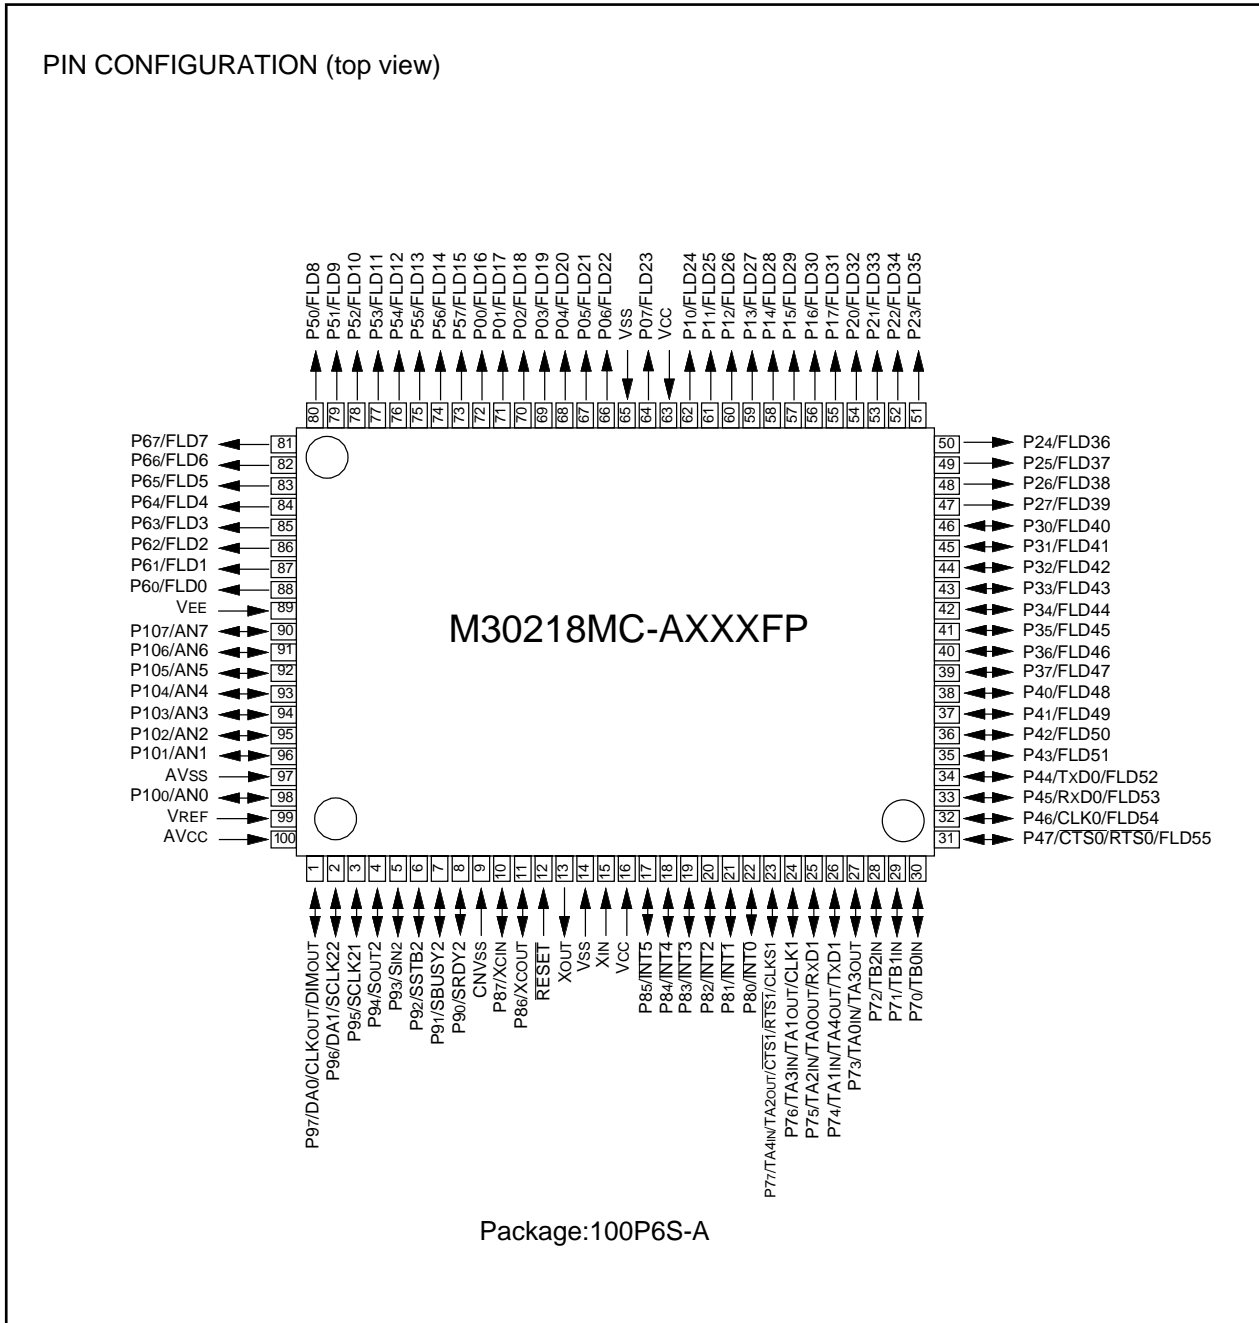 PIN CONFIGURATION (top view)
P50/FLD8
P51/FLD9
P52/FLD10
P53/FLD11
P54/FLD12
P55/FLD13
P56/FLD14
P57/FLD15
P00/FLD16
P01/FLD17
P02/FLD18
P03/FLD19
P04/FLD20
P05/FLD21
P06/FLD22
VSS
P07/FLD23
VCC
P10/FLD24
P11/FLD25
P12/FLD26
P13/FLD27
P14/FLD28
P15/FLD29
P16/FLD30
P17/FLD31
P20/FLD32
P21/FLD33
P22/FLD34
P23/FLD35
80 79 78 77 76 75 74 73 72 71 70 69 68 67 66 65 64 63 62 61 60 59 58 57 56 55 54 53 52 51
P67/FLD7 81
P66/FLD6 82
P65/FLD5 83
P64/FLD4 84
P63/FLD3 85
P62/FLD2 86
P61/FLD1 87
P60/FLD0 88
VEE 89
P107/AN7 90
P106/AN6 91
P105/AN5 92
P104/AN4 93
P103/AN3 94
P102/AN2 95
P101/AN1 96
AVSS 97
P100/AN0 98
VREF 99
AVCC 100
M30218MC-AXXXFP
50 P24/FLD36
49 P25/FLD37
48 P26/FLD38
47 P27/FLD39
46 P30/FLD40
45 P31/FLD41
44 P32/FLD42
43 P33/FLD43
42 P34/FLD44
41 P35/FLD45
40 P36/FLD46
39 P37/FLD47
38 P40/FLD48
37 P41/FLD49
36 P42/FLD50
35 P43/FLD51
34 P44/TXD0/FLD52
33 P45/RXD0/FLD53
32 P46/CLK0/FLD54
31 P47/CTS0/RTS0/FLD55
1 2 3 4 5 6 7 8 9 10 11 12 13 14 15 16 17 18 19 20 21 22 23 24 25 26 27 28 29 30
P97/DA0/CLKOUT/DIMOUT
P96/DA1/SCLK22
P95/SCLK21
P94/SOUT2
P93/SIN2
P92/SSTB2
P91/SBUSY2
P90/SRDY2
CNVSS
P87/XCIN
P86/XCOUT
RESET
XOUT
VSS
XIN
VCC
P85/INT5
P84/INT4
P83/INT3
P82/INT2
P81/INT1
P80/INT0
P77/TA4IN/TA2OUT/CTS1/RTS1/CLKS1
P76/TA3IN/TA1OUT/CLK1
P75/TA2IN/TA0OUT/RXD1
P74/TA1IN/TA4OUT/TXD1
P73/TA0IN/TA3OUT
P72/TB2IN
P71/TB1IN
P70/TB0IN
Package:100P6S-A